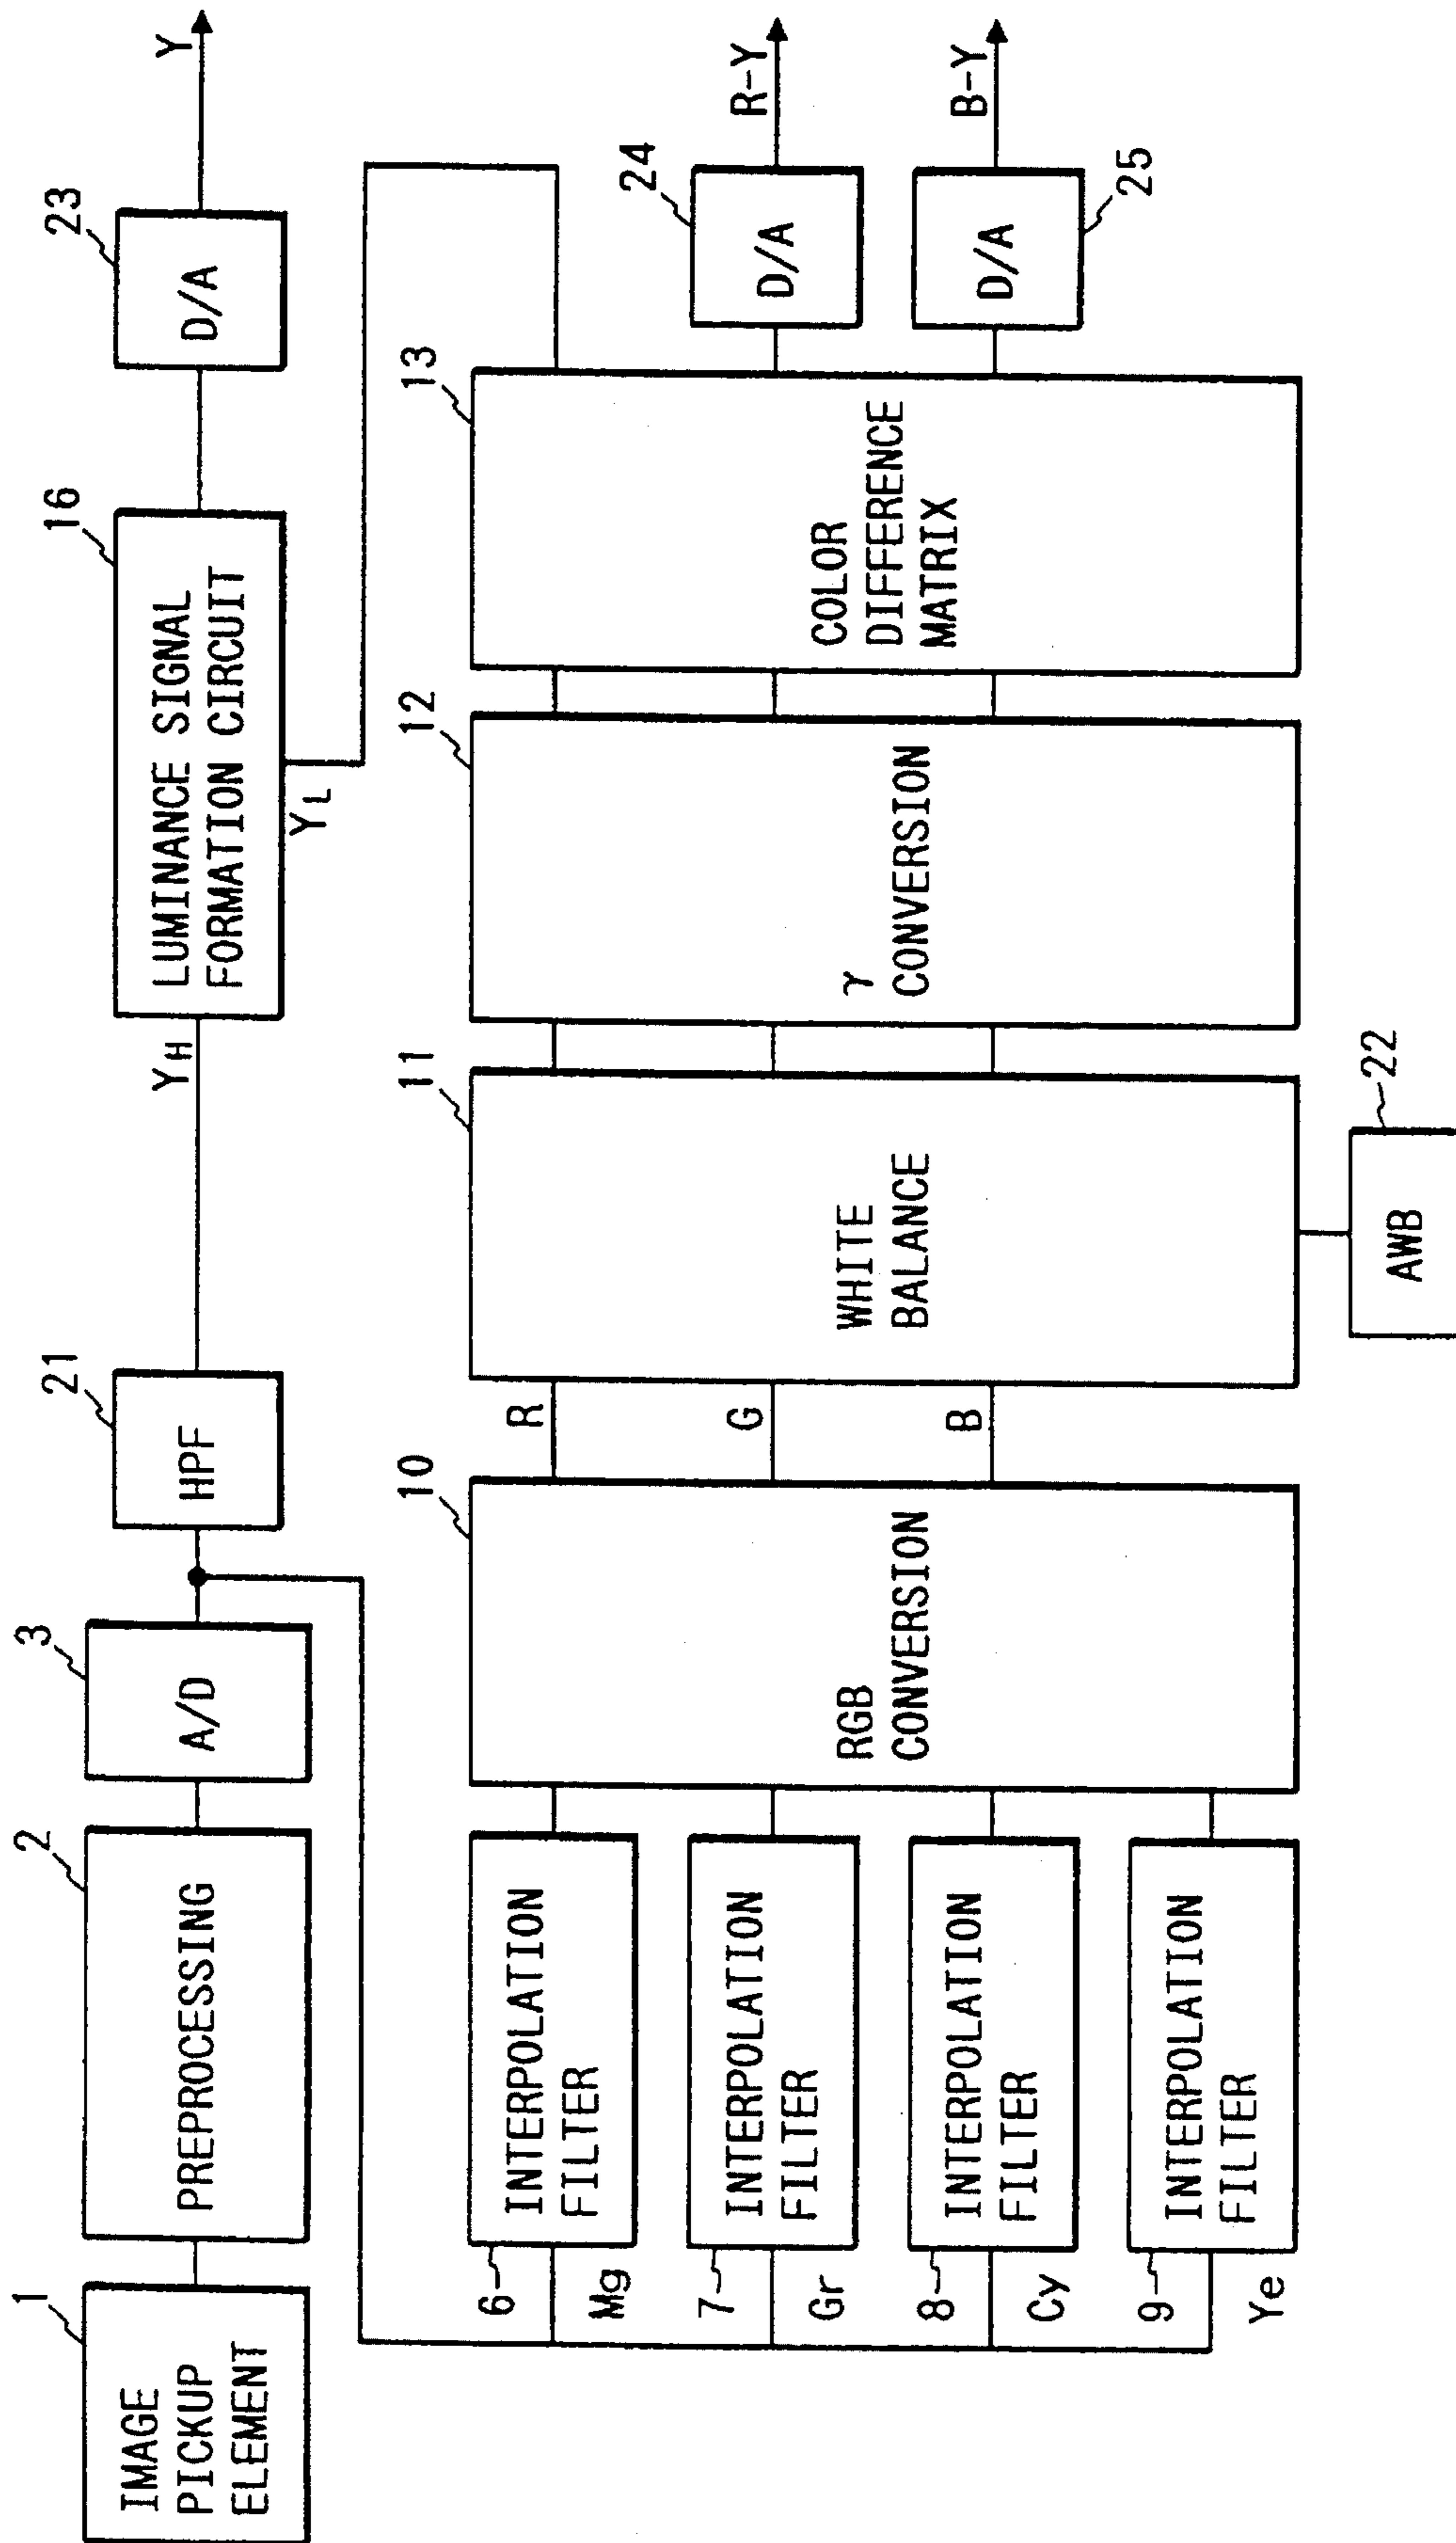 1
IMAGE
PICKUP
ELEMENT
2
PREPROCESSING
3
A/D
21
HPF
YH
16
LUMINANCE SIGNAL
FORMATION CIRCUIT
YL
23
D/A
Y
6
INTERPOLATION
FILTER
Mg
7
INTERPOLATION
FILTER
Gr
8
INTERPOLATION
FILTER
Cy
9
INTERPOLATION
FILTER
Ye
10
RGB
CONVERSION
R
G
B
11
WHITE
BALANCE
22
AWB
12
γ
CONVERSION
13
COLOR
DIFFERENCE
MATRIX
24
D/A
R-Y
25
D/A
B-Y